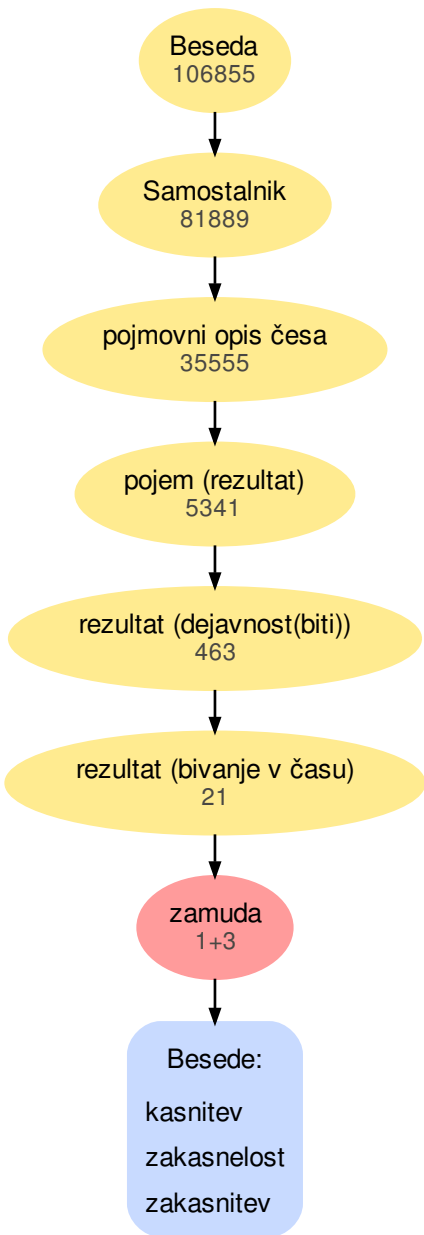 Beseda
106855
Samostalnik
81889
pojmovni opis česa
35555
pojem (rezultat)
5341
rezultat (dejavnost(biti))
463
rezultat (bivanje v času)
21
zamuda
1+3
Besede:
kasnitev
zakasnelost
zakasnitev